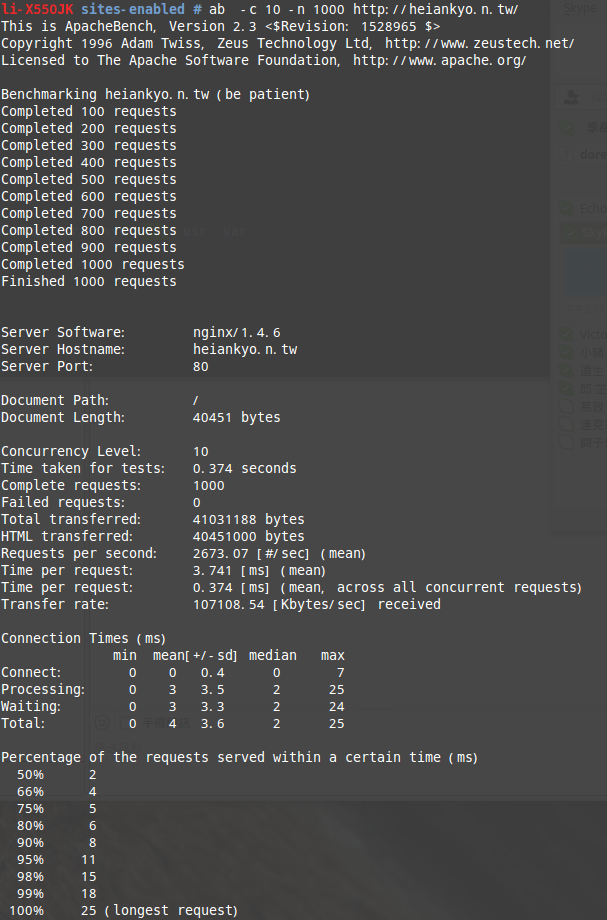 li-X550JK sites-enabled # ab -c 10 -n 1000 http://heiankyo.n.tw/
This is ApacheBench, Version 2.3 <$Revision: 1528965 $>
Copyright 1996 Adam Twiss, Zeus Technology Ltd, http://www.zeustech.net/
Licensed to The Apache Software Foundation, http://www.apache.org/

Benchmarking heiankyo.n.tw (be patient)
Completed 100 requests
Completed 200 requests
Completed 300 requests
Completed 400 requests
Completed 500 requests
Completed 600 requests
Completed 700 requests
Completed 800 requests
Completed 900 requests
Completed 1000 requests
Finished 1000 requests

Server Software: nginx/1.4.6
Server Hostname: heiankyo.n.tw
Server Port: 80

Document Path: /
Document Length: 40451 bytes

Concurrency Level: 10
Time taken for tests: 0.374 seconds
Complete requests: 1000
Failed requests: 0
Total transferred: 41031188 bytes
HTML transferred: 40451000 bytes
Requests per second: 2673.07 [#/sec] (mean)
Time per request: 3.741 [ms] (mean)
Time per request: 0.374 [ms] (mean, across all concurrent requests)
Transfer rate: 107108.54 [Kbytes/sec] received

Connection Times (ms)
min mean[+/-sd] median max
Connect: 0 0 0.4 0 7
Processing: 0 3 3.5 2 25
Waiting: 0 3 3.3 2 24
Total: 0 4 3.6 2 25

Percentage of the requests served within a certain time (ms)
50% 2
66% 4
75% 5
80% 6
90% 8
95% 11
98% 15
99% 18
100% 25 (longest request)